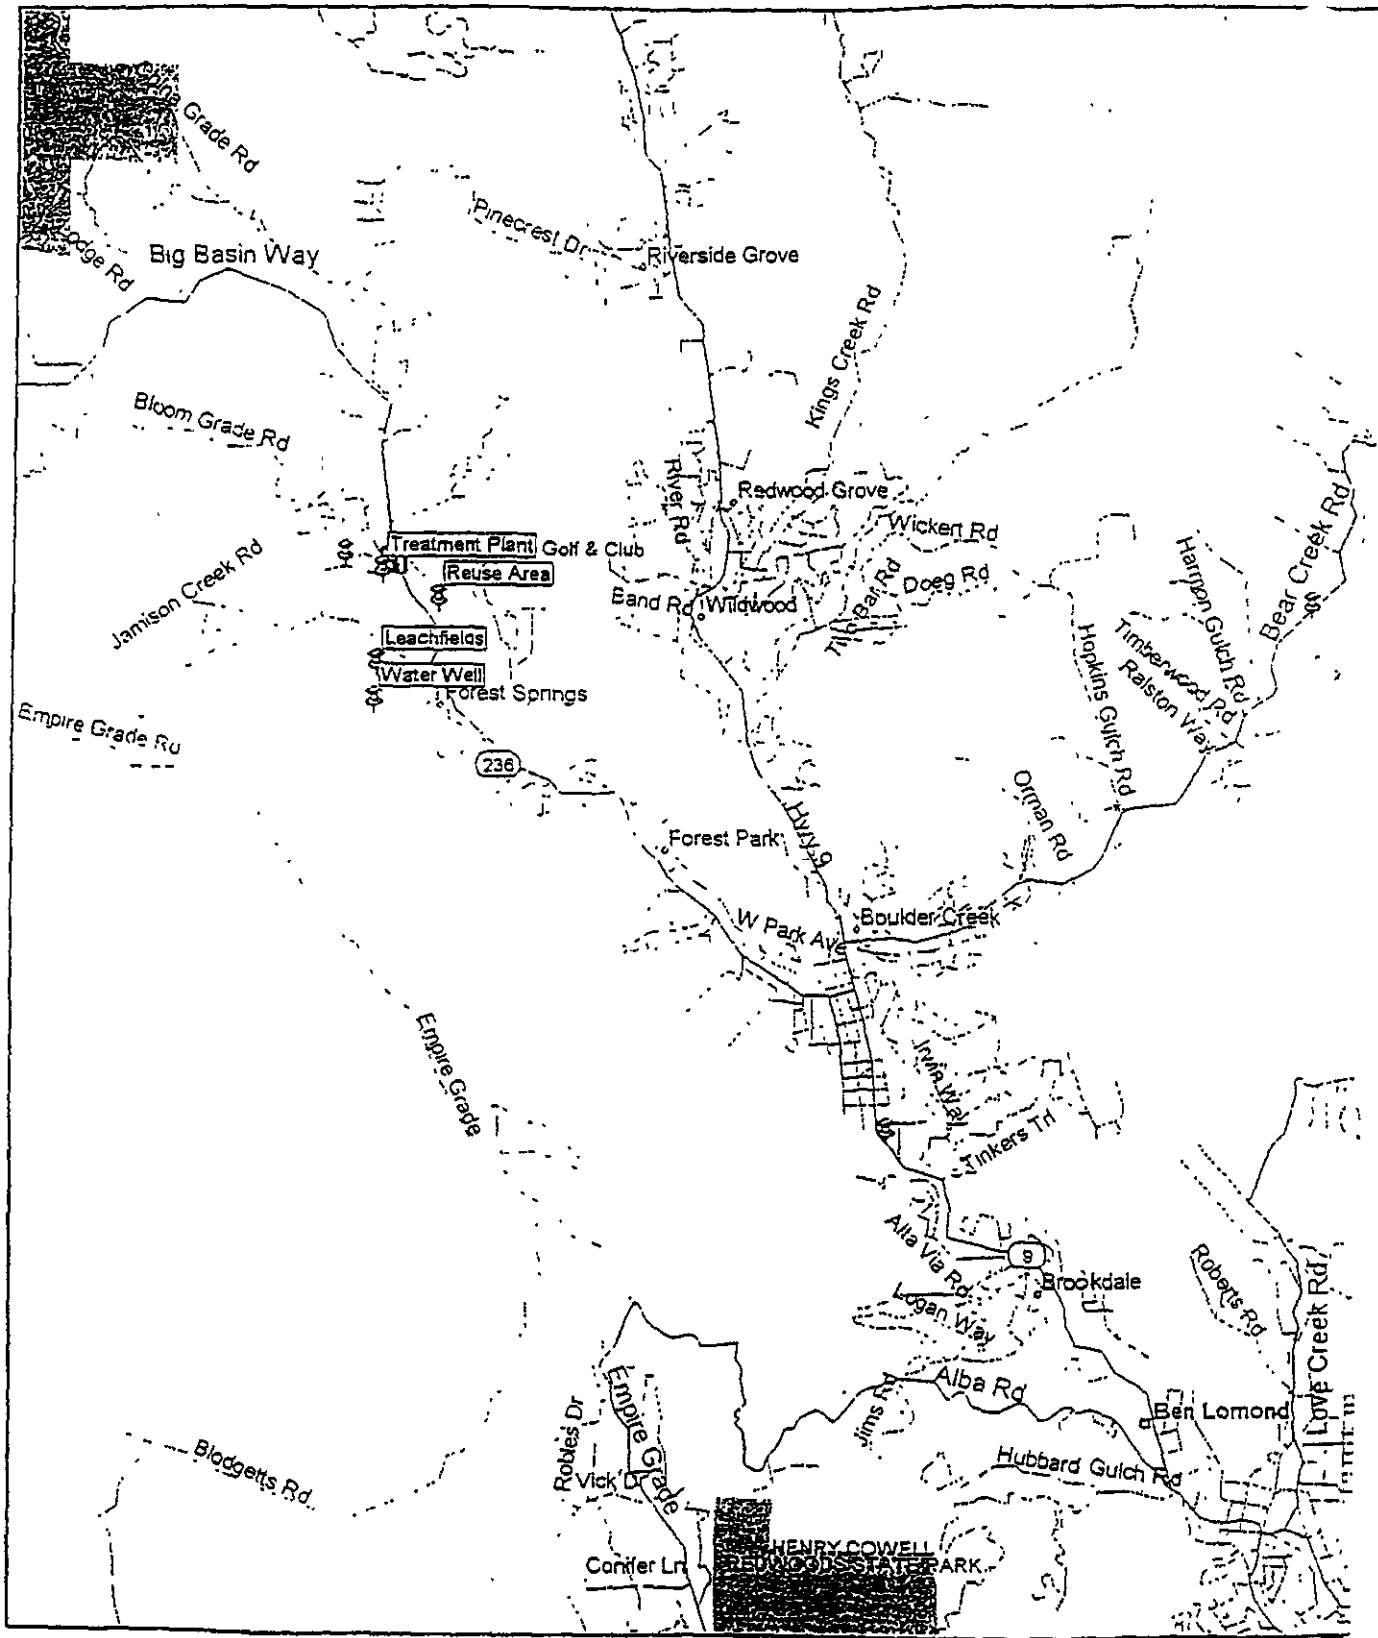 Grade Rd
Lodge Rd
Big Basin Way
Pinecrest Dr
Riverside Grove
Kings Creek Rd
Bloom Grade Rd
River Rd
Redwood Grove
Wickert Rd
Bear Creek Rd
Harmon Gulch Rd
Treatment Plant
Golf & Club
Jamison Creek Rd
Reuse Area
Band Rd
Wildwood
Bar Rd
Doeg Rd
Timberwood Rd
Ralston Way
Hopkins Gulch Rd
Leachfields
Water Well
Forest Springs
Empire Grade Rd
236
Hwy 9
Orman Rd
Forest Park
Boulder Creek
W Park Ave
Empire Grade
Irwin Way
Tinkers Trl
Alta Via Rd
9
Brookdale
Roberts Rd
Logan Way
Love Creek Rd
Alba Rd
Jims Rd
Empire Grade
Robles Dr
Ben Lomond
Blodgetts Rd
Vick D
Hubbard Gulch Rd
HENRY COWELL
REDWOODS STATE PARK
Conifer Ln